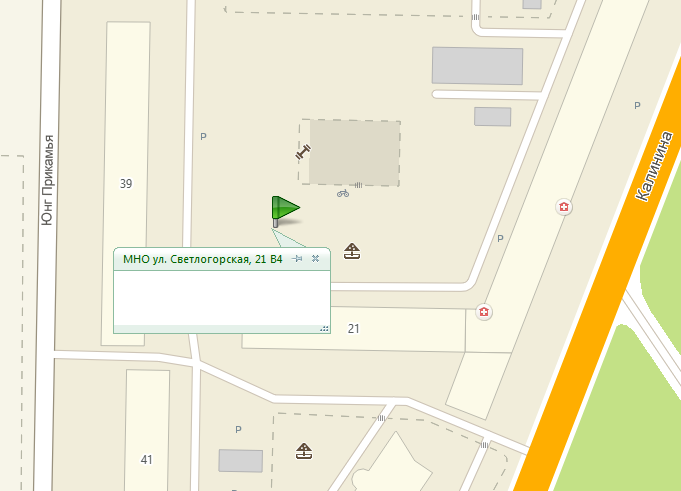 39
Р
Р
Калинина
Юнг Прикамья
Р
МНО ул. Светлогорская, 21 В4
21
Р
41